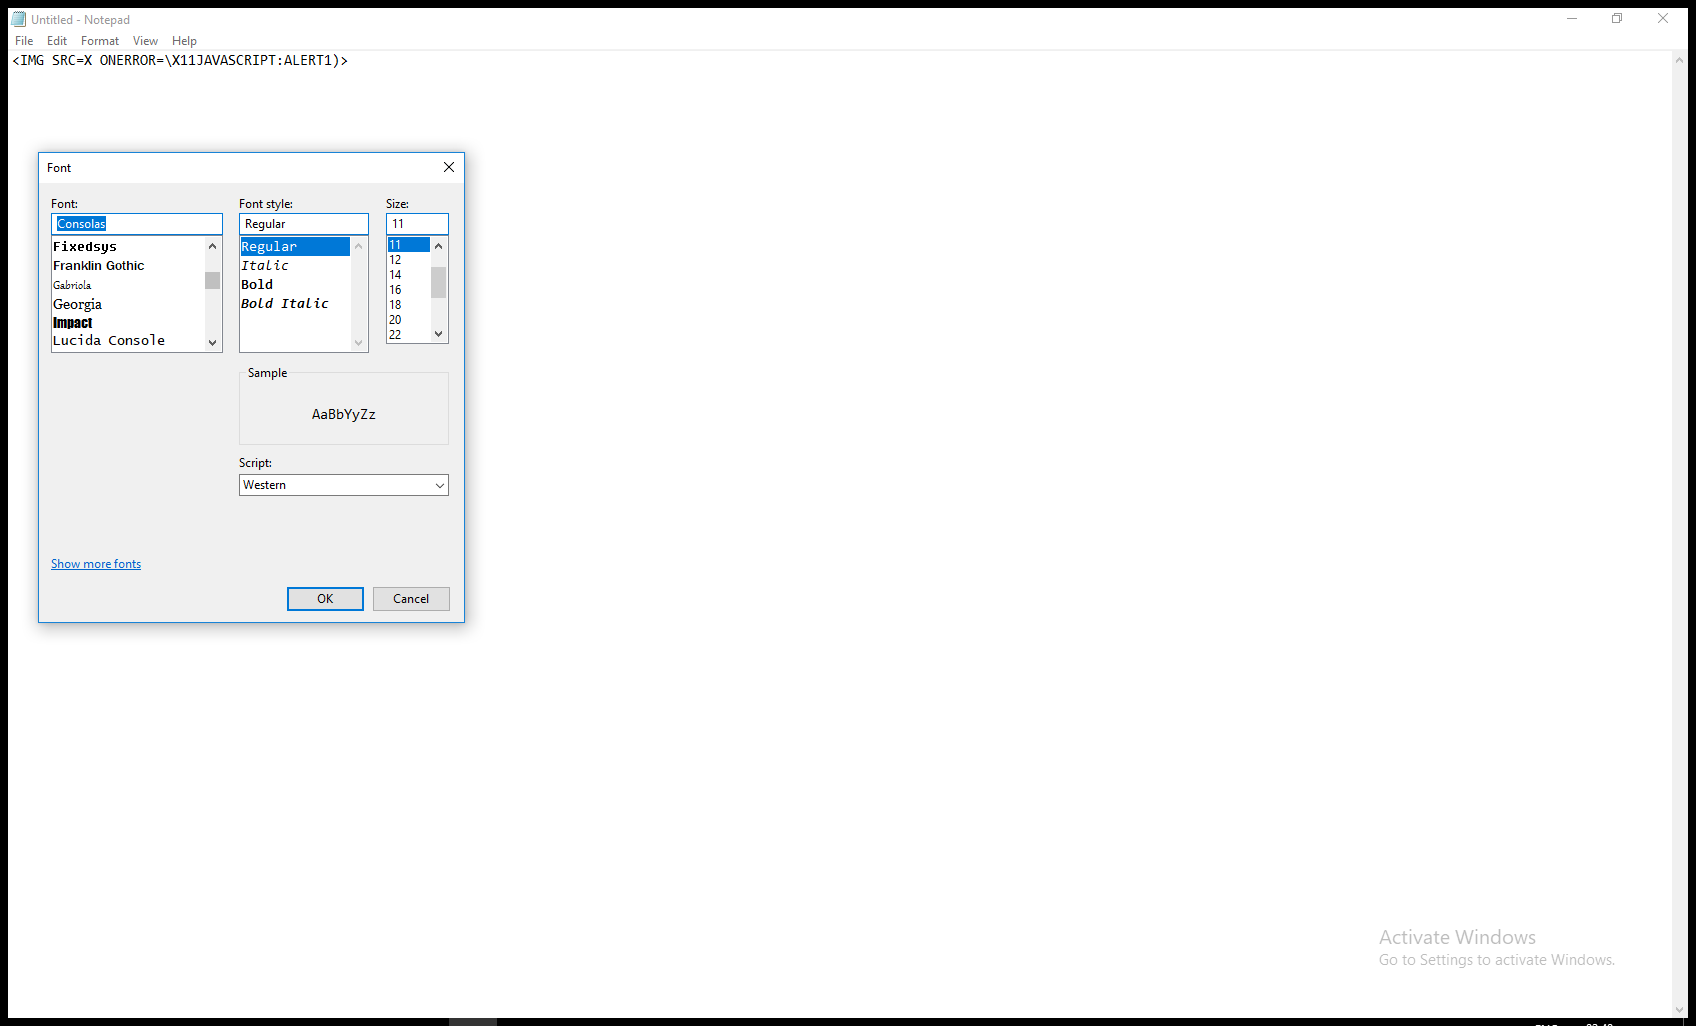 Untitled - Notepad
File Edit Format View Help
<IMG SRC=X ONERROR=\X11JAVASCRIPT:ALERT1)>
Font
Font: Font style: Size:
Consolas Regular 11
Fixedsys
Franklin Gothic
Gabriola
Georgia
Impact
Lucida Console
Regular
Italic
Bold
Bold Italic
11
12
14
16
18
20
22
Sample
AaBbYyZz
Script:
Western
Show more fonts
OK Cancel
Activate Windows
Go to Settings to activate Windows.